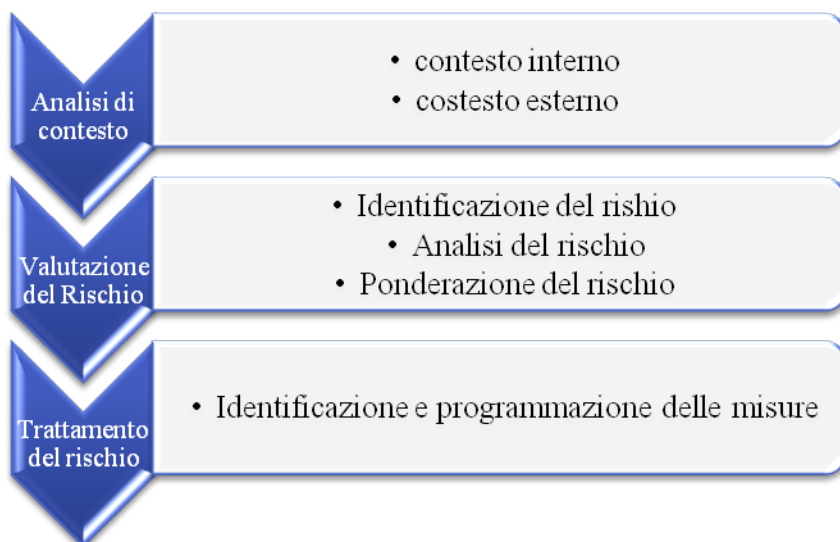 Analisi di
contesto
• contesto interno
• costesto esterno
Valutazione
del Rischio
• Identificazione del rishio
• Analisi del rischio
• Ponderazione del rischio
Trattamento
del rischio
• Identificazione e programmazione delle misure